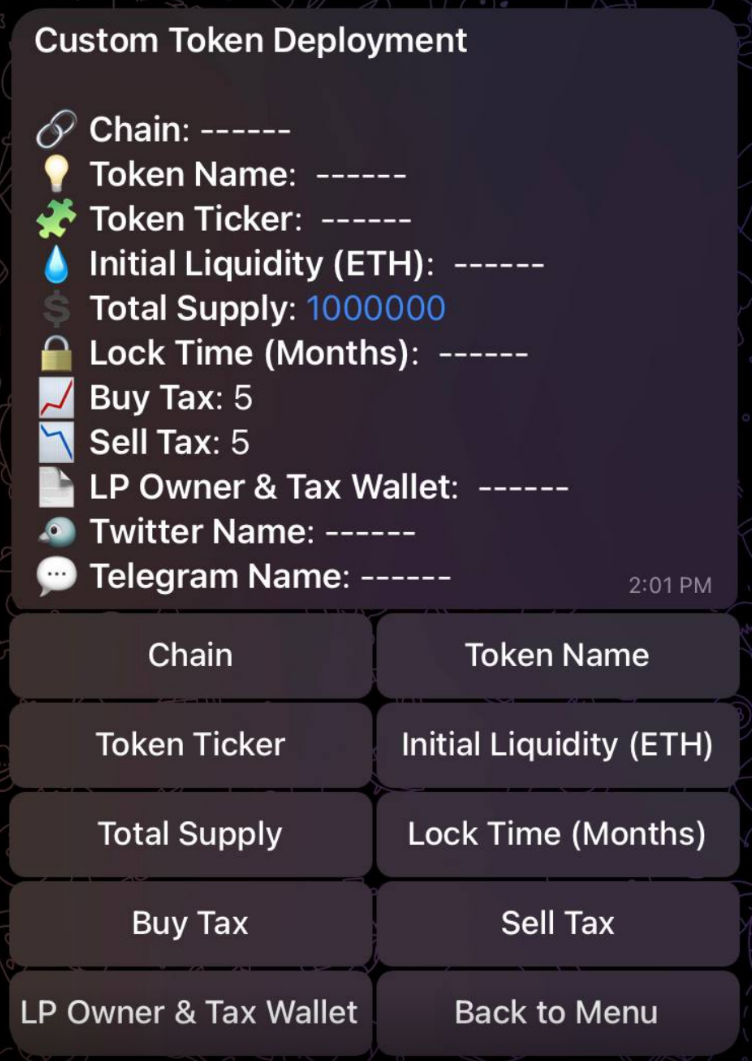 Custom Token Deployment
🔗 Chain: ------
💡 Token Name: ------
🧩 Token Ticker: ------
💧 Initial Liquidity (ETH): ------
💲 Total Supply: 1000000
🔒 Lock Time (Months): ------
📈 Buy Tax: 5
📉 Sell Tax: 5
📄 LP Owner & Tax Wallet: ------
🐦 Twitter Name: ------
💬 Telegram Name: ------
2:01 PM
Chain
Token Name
Token Ticker
Initial Liquidity (ETH)
Total Supply
Lock Time (Months)
Buy Tax
Sell Tax
LP Owner & Tax Wallet
Back to Menu